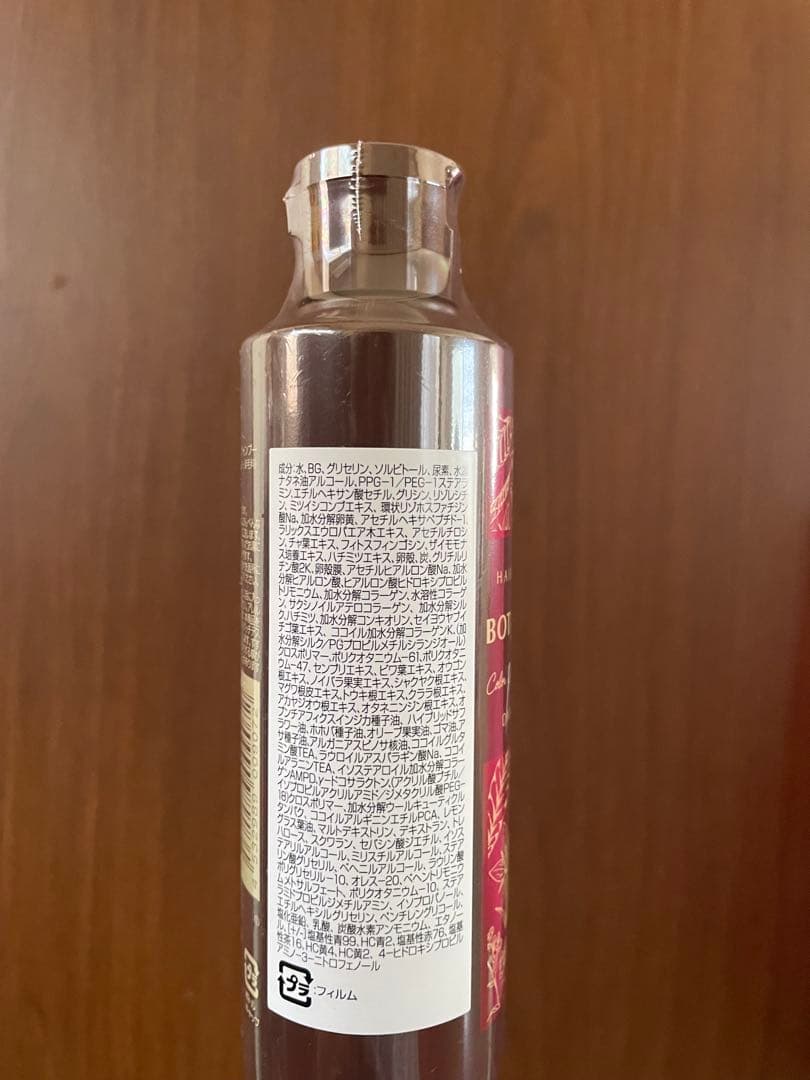 成分:水、BG、グリセリン、ソルビトール、尿素、水添
ナタネ油アルコール、PPG-1/PEG-1ステアラ
ミン、エチルヘキサン酸セチル、グリシン、リゾレシチ
ン、ミツイシコンブエキス、環状リゾホスファチジン
酸Na、加水分解卵黄、アセチルヘキサペプチド-1、
ラリックスエウロパエア木エキス、アセチルチロシ
ン、チャ葉エキス、フィトスフィンゴシン、ザイモモナ
ス培養エキス、ハチミツエキス、卵殻、炭、グリチルリ
チン酸2K、卵殻膜、アセチルヒアルロン酸Na、加水
分解ヒアルロン酸、ヒアルロン酸ヒドロキシプロピル
トリモニウム、加水分解コラーゲン、水溶性コラーゲ
ン、サクシノイルアテロコラーゲン、加水分解シル
ク、ハチミツ、加水分解コンキオリン、セイヨウヤブイ
チゴ葉エキス、ココイル加水分解コラーゲンK、(加
水分解シルク/PGプロピルメチルシランジオール)
クロスポリマー、ポリクオタニウム-61、ポリクオタニ
ウム-47、センブリエキス、ビワ葉エキス、オウゴン
根エキス、ノイバラ果実エキス、シャクヤク根エキス、
マグワ根皮エキス、トウキ根エキス、クララ根エキス、
アカヤジオウ根エキス、オタネニンジン根エキス、オ
プンチアフィクスインジカ種子油、ハイブリッドサフ
ラワー油、ホホバ種子油、オリーブ果実油、ゴマ油、ア
サ種子油、アルガニアスピノサ核油、ココイルグルタ
ミン酸TEA、ラウロイルアスパラギン酸Na、ココイ
ルアラニンTEA、イソステアロイル加水分解コラー
ゲンAMPD、γ-ドコサラクトン、(アクリル酸ブチル/
イソプロピルアクリルアミド/ジメタクリル酸PEG-
18)クロスポリマー、加水分解ウールキューティクル
タンパク、ココイルアルギニンエチルPCA、レモン
グラス葉油、マルトデキストリン、デキストラン、トレ
ハロース、スクワラン、セバシン酸ジエチル、イソス
テアリルアルコール、ミリスチルアルコール、ステア
リン酸グリセリル、ベヘニルアルコール、ラウリン酸
ポリグリセリル-10、オレス-20、ベヘントリモニウ
ムメトサルフェート、ポリクオタニウム-10、ステア
ラミドプロピルジメチルアミン、イソプロパノール、
エチルヘキシルグリセリン、ペンチレングリコール、
塩化亜鉛、乳酸、炭酸水素アンモニウム、エタノー
ル、[+/-]塩基性青99、HC青2、塩基性赤76、塩
基性茶16、HC黄4、HC黄2、4-ヒドロキシプロピル
アミノ-3-ニトロフェノール
プラ :フィルム
HA
BOT
Colo